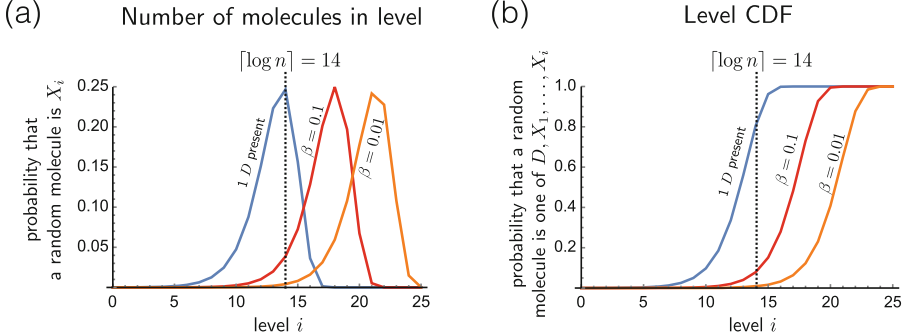 (a)
Number of molecules in level
⌈log n⌉ = 14
probability that
a random molecule is X_i
0.25
0.20
0.15
0.10
0.05
1 D present
β = 0.1
β = 0.01
0 5 10 15 20 25
level i
(b)
Level CDF
⌈log n⌉ = 14
probability that a random
molecule is one of D, X_1, ..., X_i
1.0
0.8
0.6
0.4
0.2
1 D present
β = 0.1
β = 0.01
0 5 10 15 20 25
level i